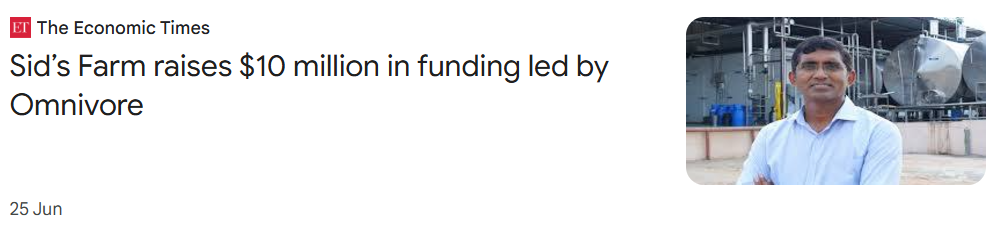 ET The Economic Times
Sid’s Farm raises $10 million in funding led by
Omnivore
25 Jun